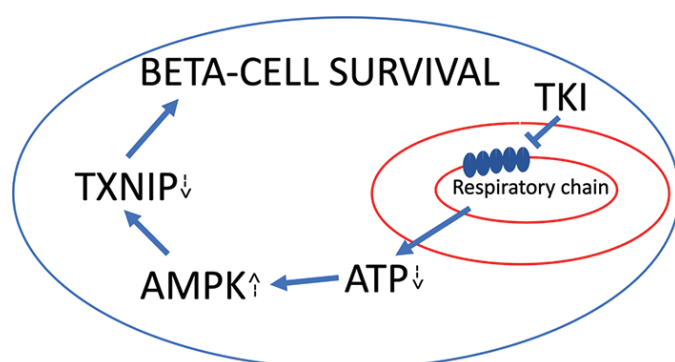 BETA-CELL SURVIVAL
TKI
Respiratory chain
TXNIP
AMPK
ATP